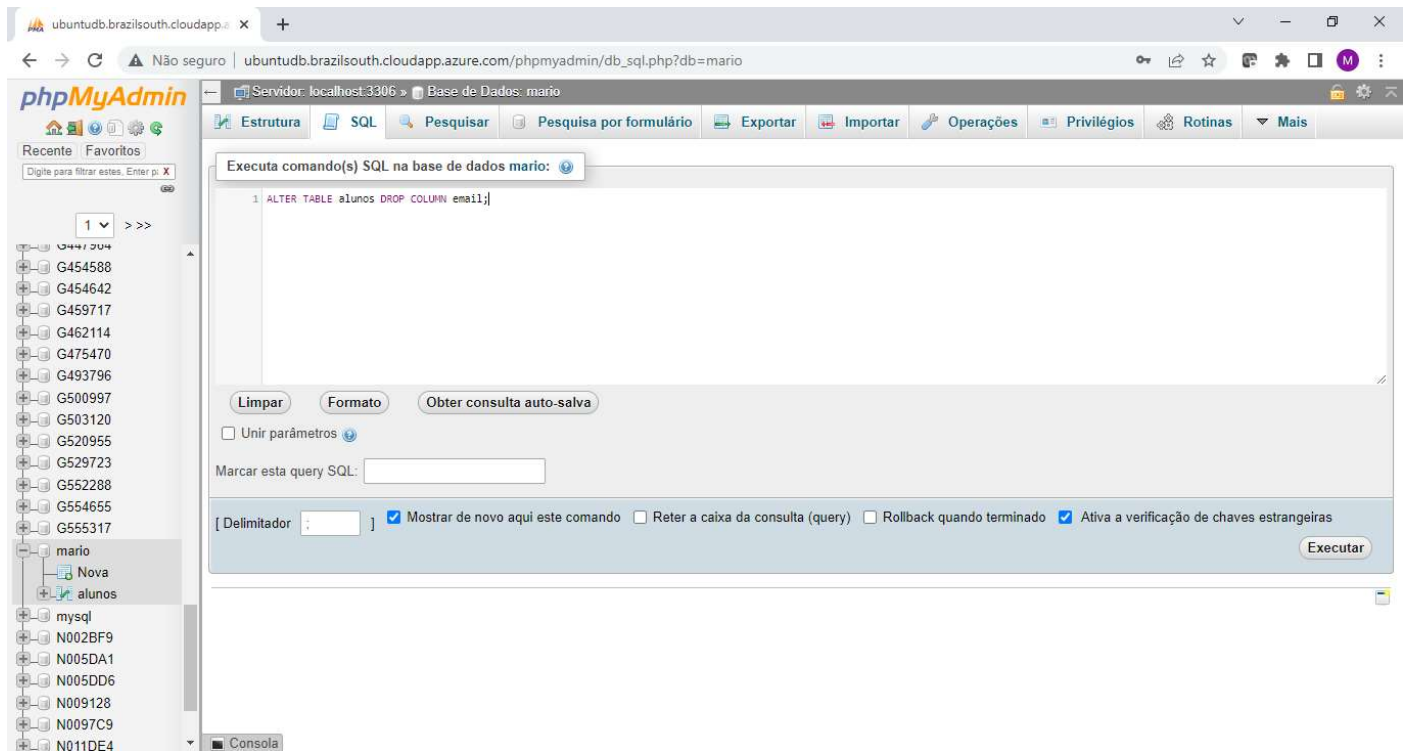 ubuntudb.brazilsouth.cloudapp.a
Não seguro | ubuntudb.brazilsouth.cloudapp.azure.com/phpmyadmin/db_sql.php?db=mario
M
phpMyAdmin
Recente Favoritos
Digite para filtrar estes, Enter p: X
1 > >>
G447964
G454588
G454642
G459717
G462114
G475470
G493796
G500997
G503120
G520955
G529723
G552288
G554655
G555317
mario
Nova
alunos
mysql
N002BF9
N005DA1
N005DD6
N009128
N0097C9
N011DE4
Servidor: localhost:3306 » Base de Dados: mario
Estrutura SQL Pesquisar Pesquisa por formulário Exportar Importar Operações Privilégios Rotinas Mais
Executa comando(s) SQL na base de dados mario:
1 ALTER TABLE alunos DROP COLUMN email;
Limpar Formato Obter consulta auto-salva
Unir parâmetros
Marcar esta query SQL:
[ Delimitador ; ] Mostrar de novo aqui este comando Reter a caixa da consulta (query) Rollback quando terminado Ativa a verificação de chaves estrangeiras
Executar
Consola